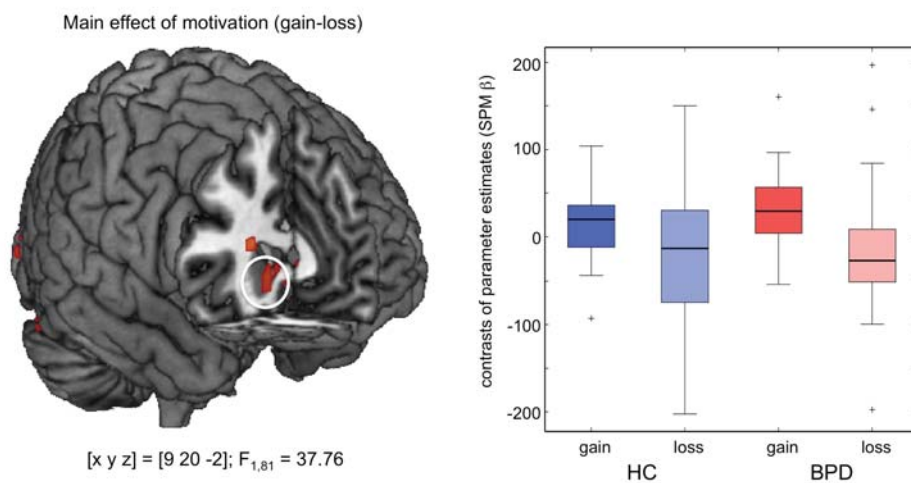 Main effect of motivation (gain-loss)
[x y z] = [9 20 -2]; F1,81 = 37.76
contrasts of parameter estimates (SPM β)
200
100
0
-100
-200
gain
loss
gain
loss
HC
BPD